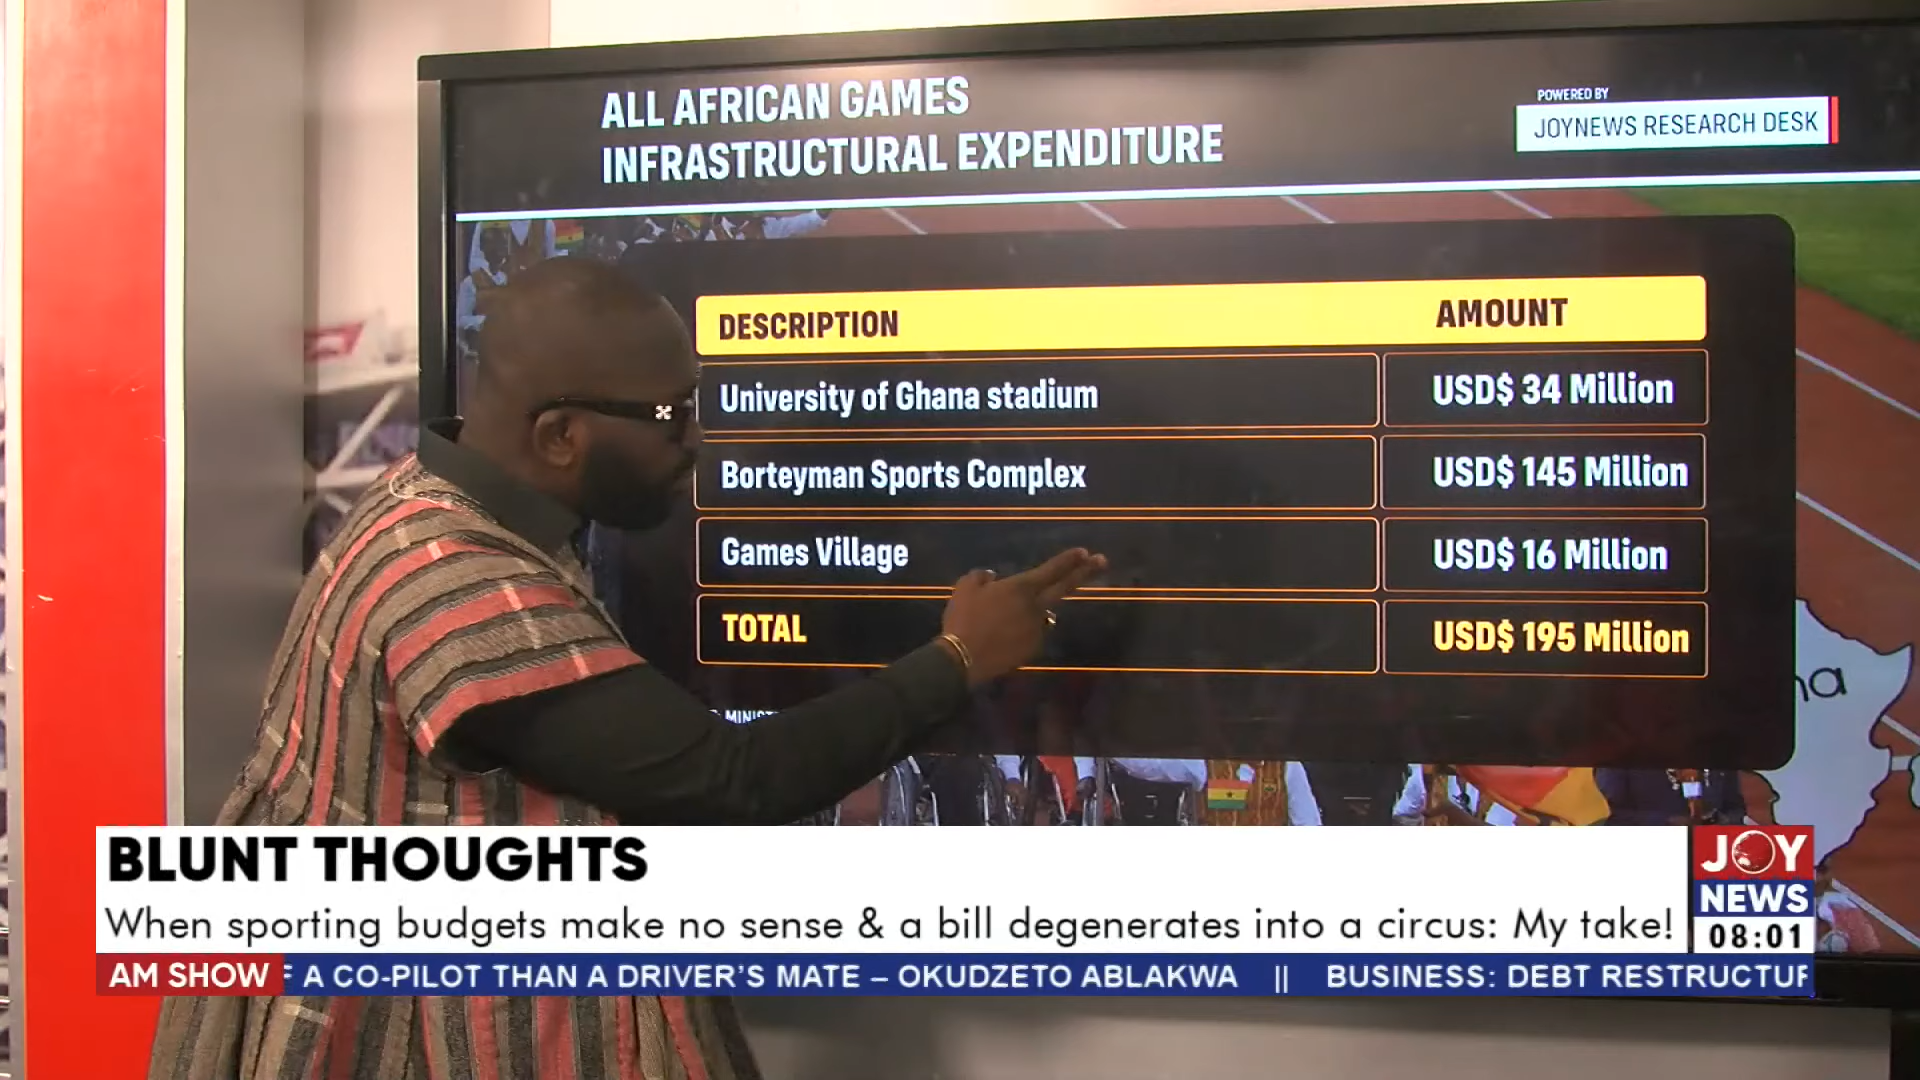 ALL AFRICAN GAMES
INFRASTRUCTURAL EXPENDITURE
POWERED BY
JOYNEWS RESEARCH DESK
DESCRIPTION AMOUNT
University of Ghana stadium USD$ 34 Million
Borteyman Sports Complex USD$ 145 Million
Games Village USD$ 16 Million
TOTAL USD$ 195 Million
BLUNT THOUGHTS
When sporting budgets make no sense & a bill degenerates into a circus: My take!
JOY
NEWS
08:01
AM SHOW A CO-PILOT THAN A DRIVER'S MATE – OKUDZETO ABLAKWA || BUSINESS: DEBT RESTRUCTUR